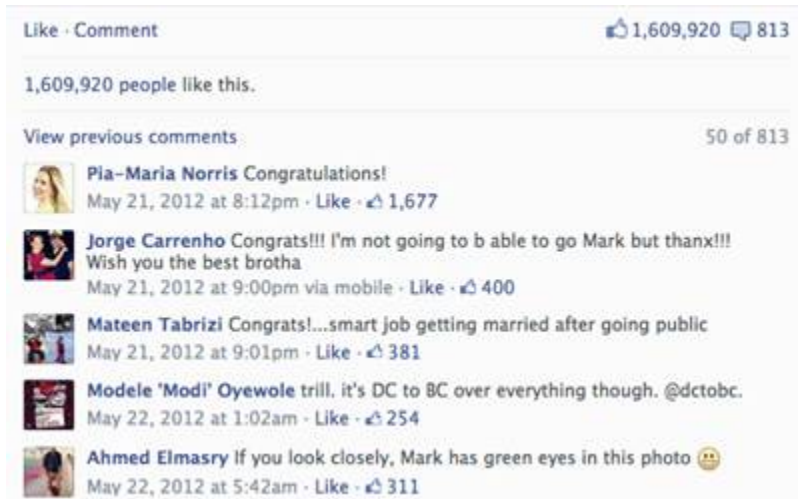 Like · Comment 1,609,920 813
1,609,920 people like this.
View previous comments 50 of 813
Pia-Maria Norris Congratulations!
May 21, 2012 at 8:12pm · Like · 1,677
Jorge Carrenho Congrats!!! I'm not going to b able to go Mark but thanx!!!
Wish you the best brotha
May 21, 2012 at 9:00pm via mobile · Like · 400
Mateen Tabrizi Congrats!...smart job getting married after going public
May 21, 2012 at 9:01pm · Like · 381
Modele 'Modi' Oyewole trill. it's DC to BC over everything though. @dctobc.
May 22, 2012 at 1:02am · Like · 254
Ahmed Elmasry If you look closely, Mark has green eyes in this photo
May 22, 2012 at 5:42am · Like · 311